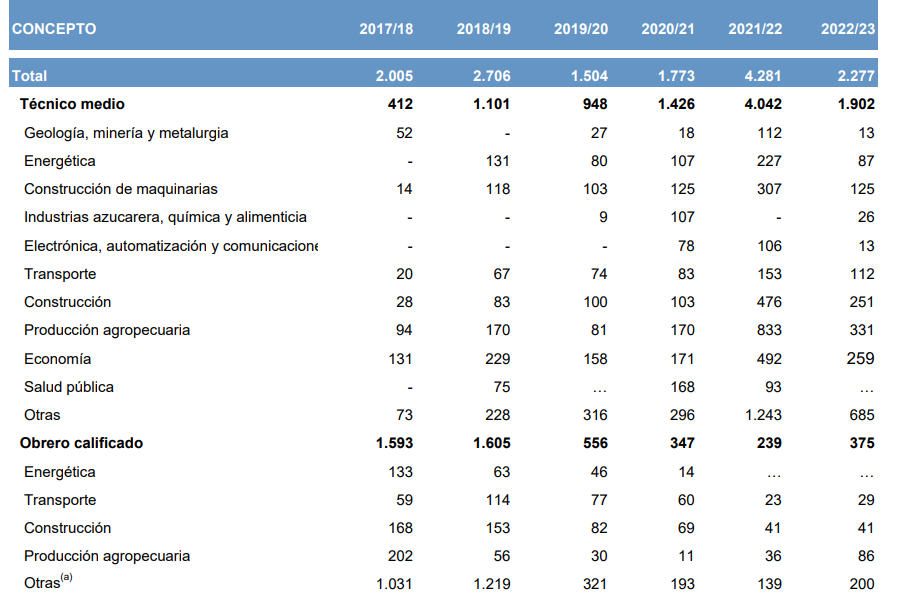 CONCEPTO 2017/18 2018/19 2019/20 2020/21 2021/22 2022/23
Total 2.005 2.706 1.504 1.773 4.281 2.277
Técnico medio 412 1.101 948 1.426 4.042 1.902
Geología, minería y metalurgia 52 - 27 18 112 13
Energética - 131 80 107 227 87
Construcción de maquinarias 14 118 103 125 307 125
Industrias azucarera, química y alimenticia - - 9 107 - 26
Electrónica, automatización y comunicacione - - - 78 106 13
Transporte 20 67 74 83 153 112
Construcción 28 83 100 103 476 251
Producción agropecuaria 94 170 81 170 833 331
Economía 131 229 158 171 492 259
Salud pública - 75 … 168 93 …
Otras 73 228 316 296 1.243 685
Obrero calificado 1.593 1.605 556 347 239 375
Energética 133 63 46 14 … …
Transporte 59 114 77 60 23 29
Construcción 168 153 82 69 41 41
Producción agropecuaria 202 56 30 11 36 86
Otras(a) 1.031 1.219 321 193 139 200